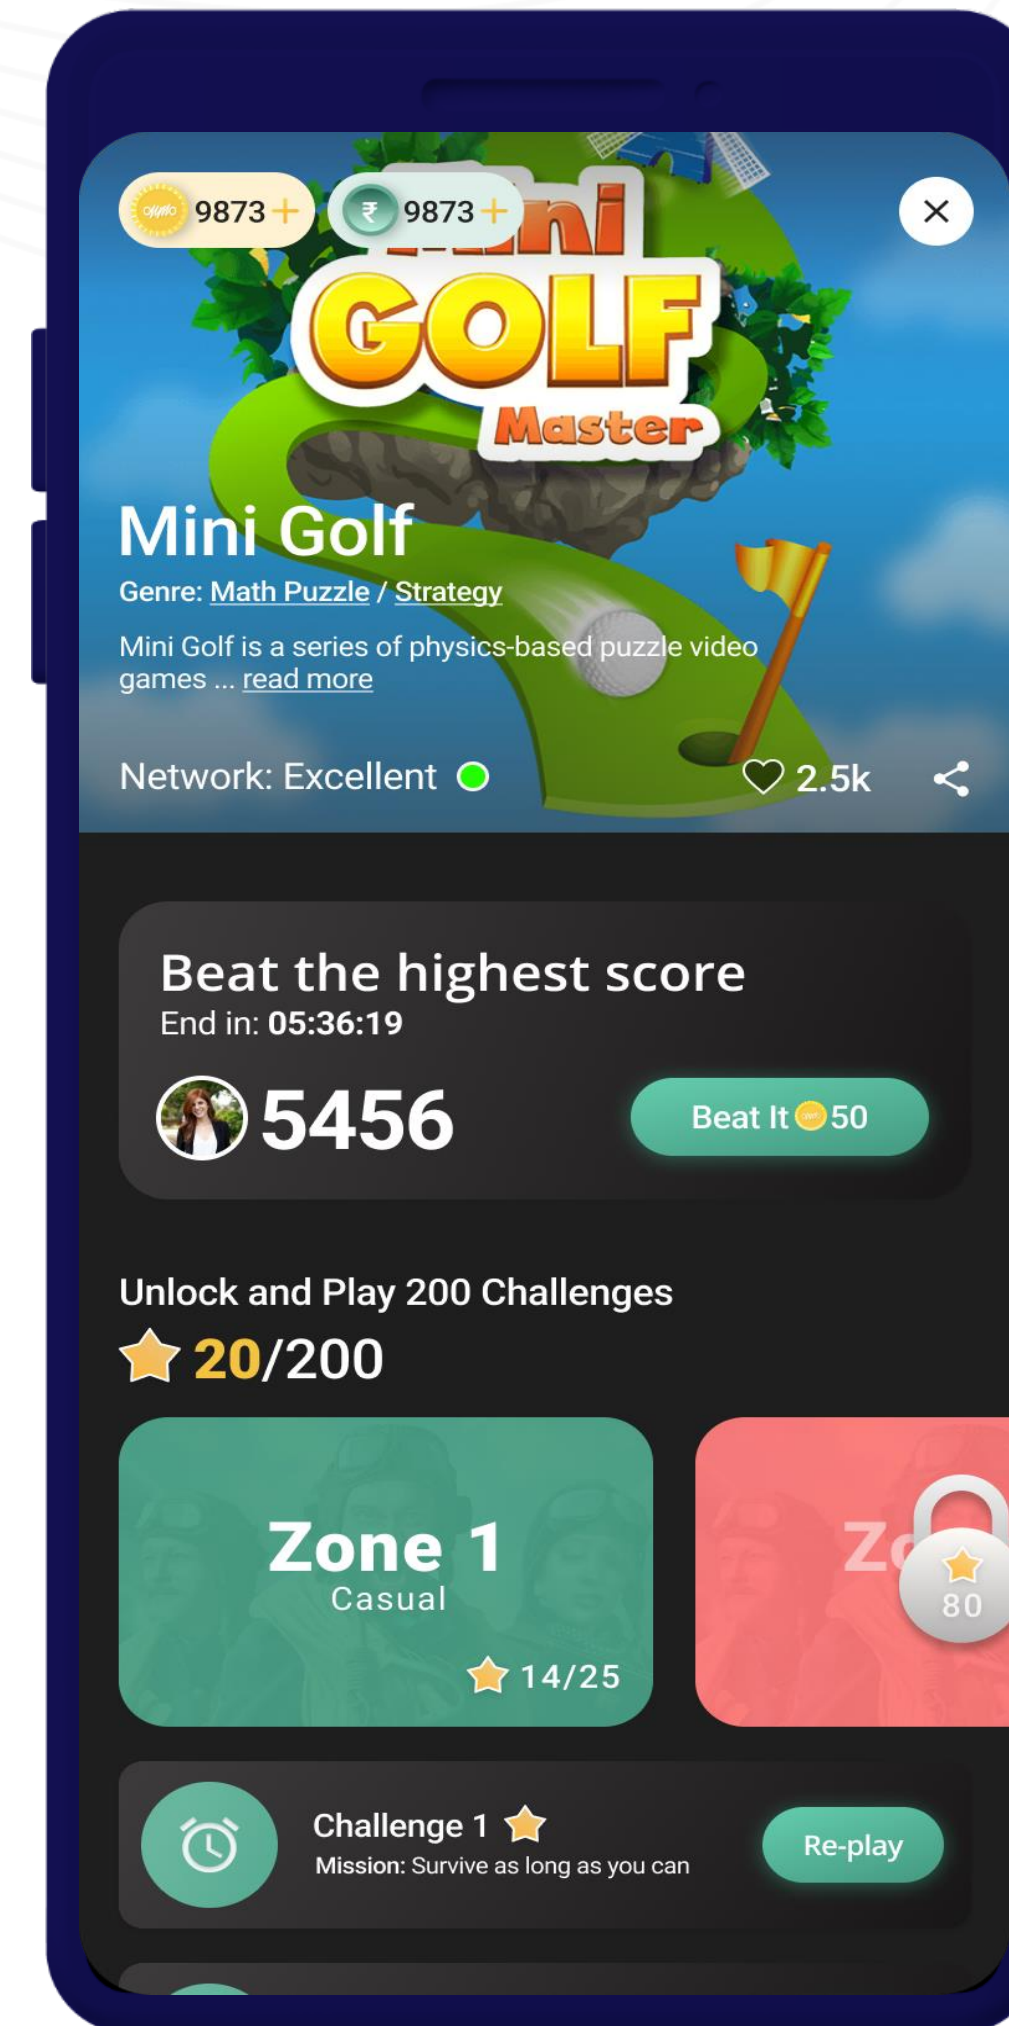 9873 + ₹ 9873 +
Mini
GOLF
Master
Mini Golf
Genre: Math Puzzle / Strategy
Mini Golf is a series of physics-based puzzle video
games ... read more
Network: Excellent 2.5k
Beat the highest score
End in: 05:36:19
5456 Beat It 50
Unlock and Play 200 Challenges
20/200
Zone 1
Casual
14/25
80
Challenge 1
Mission: Survive as long as you can
Re-play